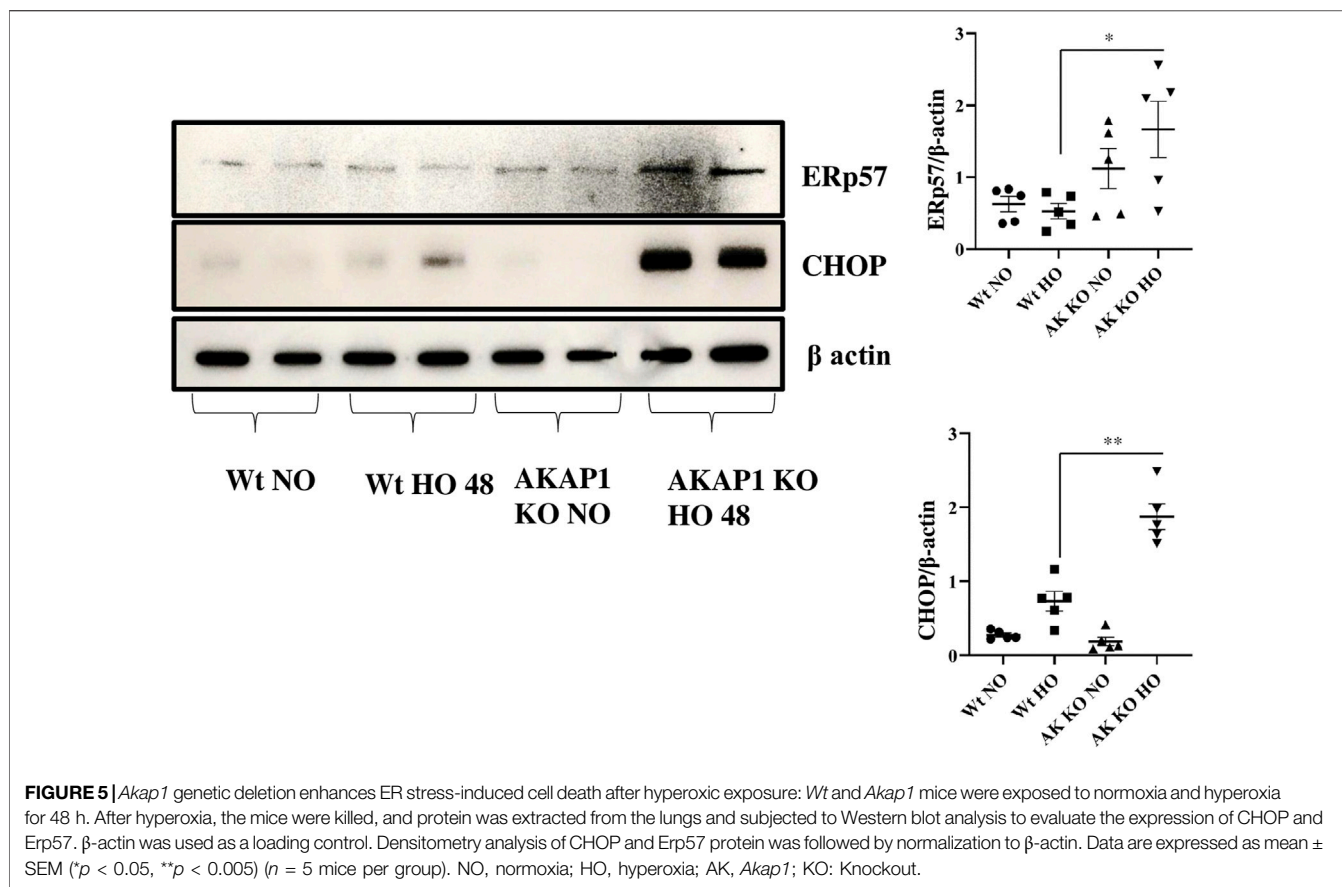 ERp57
CHOP
β actin
Wt NO
Wt HO 48
AKAP1
KO NO
AKAP1 KO
HO 48
3
2
1
0
ERp57/β-actin
*
Wt NO
Wt HO
AK KO NO
AK KO HO
3
2
1
0
CHOP/β-actin
**
Wt NO
Wt HO
AK KO NO
AK KO HO
FIGURE 5 | Akap1 genetic deletion enhances ER stress-induced cell death after hyperoxic exposure: Wt and Akap1 mice were exposed to normoxia and hyperoxia
for 48 h. After hyperoxia, the mice were killed, and protein was extracted from the lungs and subjected to Western blot analysis to evaluate the expression of CHOP and
Erp57. β-actin was used as a loading control. Densitometry analysis of CHOP and Erp57 protein was followed by normalization to β-actin. Data are expressed as mean ±
SEM (*p < 0.05, **p < 0.005) (n = 5 mice per group). NO, normoxia; HO, hyperoxia; AK, Akap1; KO: Knockout.